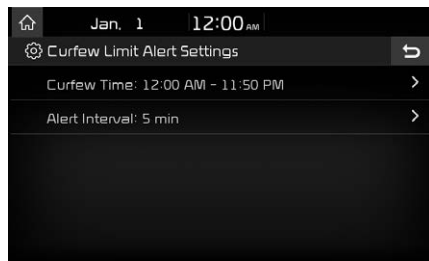 Jan. 1 12:00 AM
Curfew Limit Alert Settings
Curfew Time: 12:00 AM - 11:50 PM
Alert Interval: 5 min